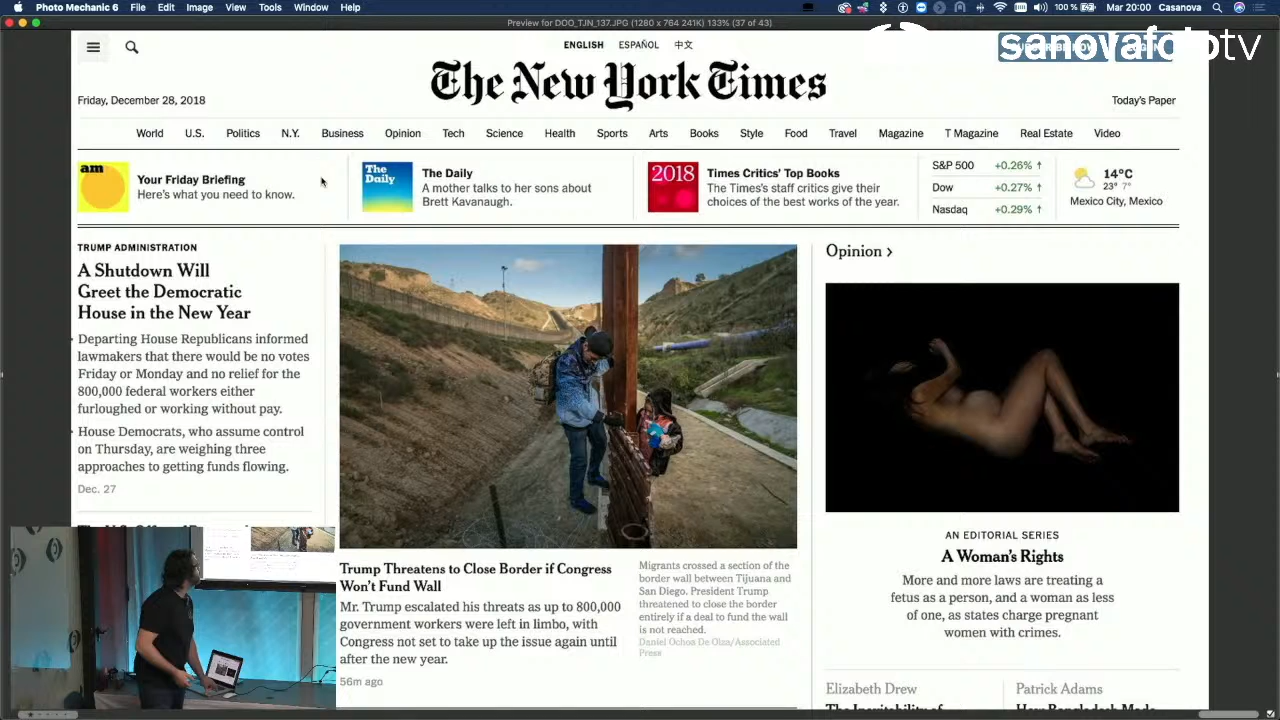 Photo Mechanic 6 File Edit Image View Tools Window Help
Preview for DOO_TJN_137.JPG (1280 x 764 241K) 133% (37 of 43)
sanovafototv
ENGLISH ESPAÑOL 中文
The New York Times
Friday, December 28, 2018
Today's Paper
World U.S. Politics N.Y. Business Opinion Tech Science Health Sports Arts Books Style Food Travel Magazine T Magazine Real Estate Video
am
Your Friday Briefing
Here's what you need to know.
The Daily
The Daily
A mother talks to her sons about
Brett Kavanaugh.
2018
Times Critics' Top Books
The Times's staff critics give their
choices of the best works of the year.
S&P 500 +0.26% ↑
Dow +0.27% ↑
Nasdaq +0.29% ↑
14°C
23° 7°
Mexico City, Mexico
TRUMP ADMINISTRATION
A Shutdown Will
Greet the Democratic
House in the New Year
Departing House Republicans informed
lawmakers that there would be no votes
Friday or Monday and no relief for the
800,000 federal workers either
furloughed or working without pay.
House Democrats, who assume control
on Thursday, are weighing three
approaches to getting funds flowing.
Dec. 27
Trump Threatens to Close Border if Congress
Won't Fund Wall
Mr. Trump escalated his threats as up to 800,000
government workers were left in limbo, with
Congress not set to take up the issue again until
after the new year.
56m ago
Migrants crossed a section of the
border wall between Tijuana and
San Diego. President Trump
threatened to close the border
entirely if a deal to fund the wall
is not reached.
Daniel Ochoa De Olza/Associated
Press
Opinion >
AN EDITORIAL SERIES
A Woman's Rights
More and more laws are treating a
fetus as a person, and a woman as less
of one, as states charge pregnant
women with crimes.
Elizabeth Drew
The Inevitability of
Patrick Adams
How Bangladesh Made